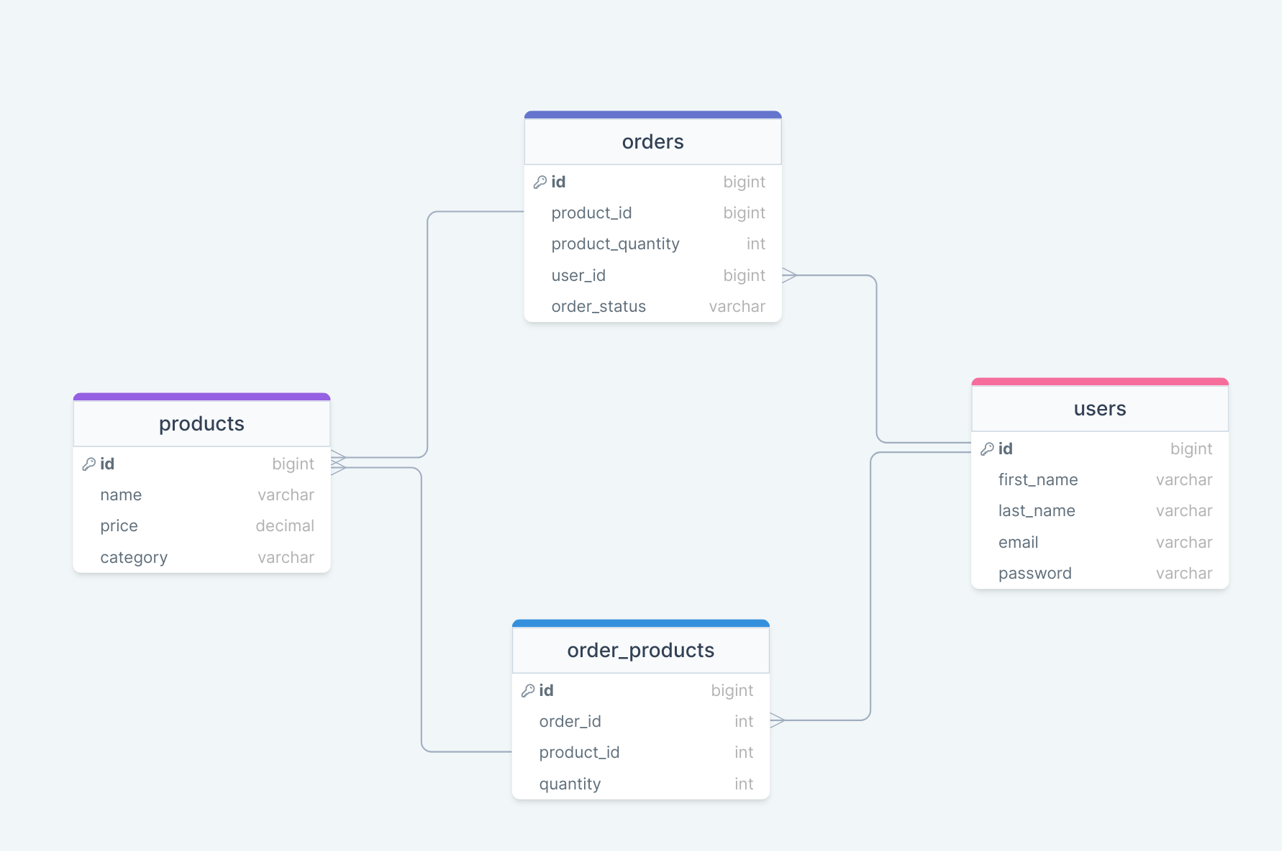 orders
id bigint
product_id bigint
product_quantity int
user_id bigint
order_status varchar
products
id bigint
name varchar
price decimal
category varchar
users
id bigint
first_name varchar
last_name varchar
email varchar
password varchar
order_products
id bigint
order_id int
product_id int
quantity int